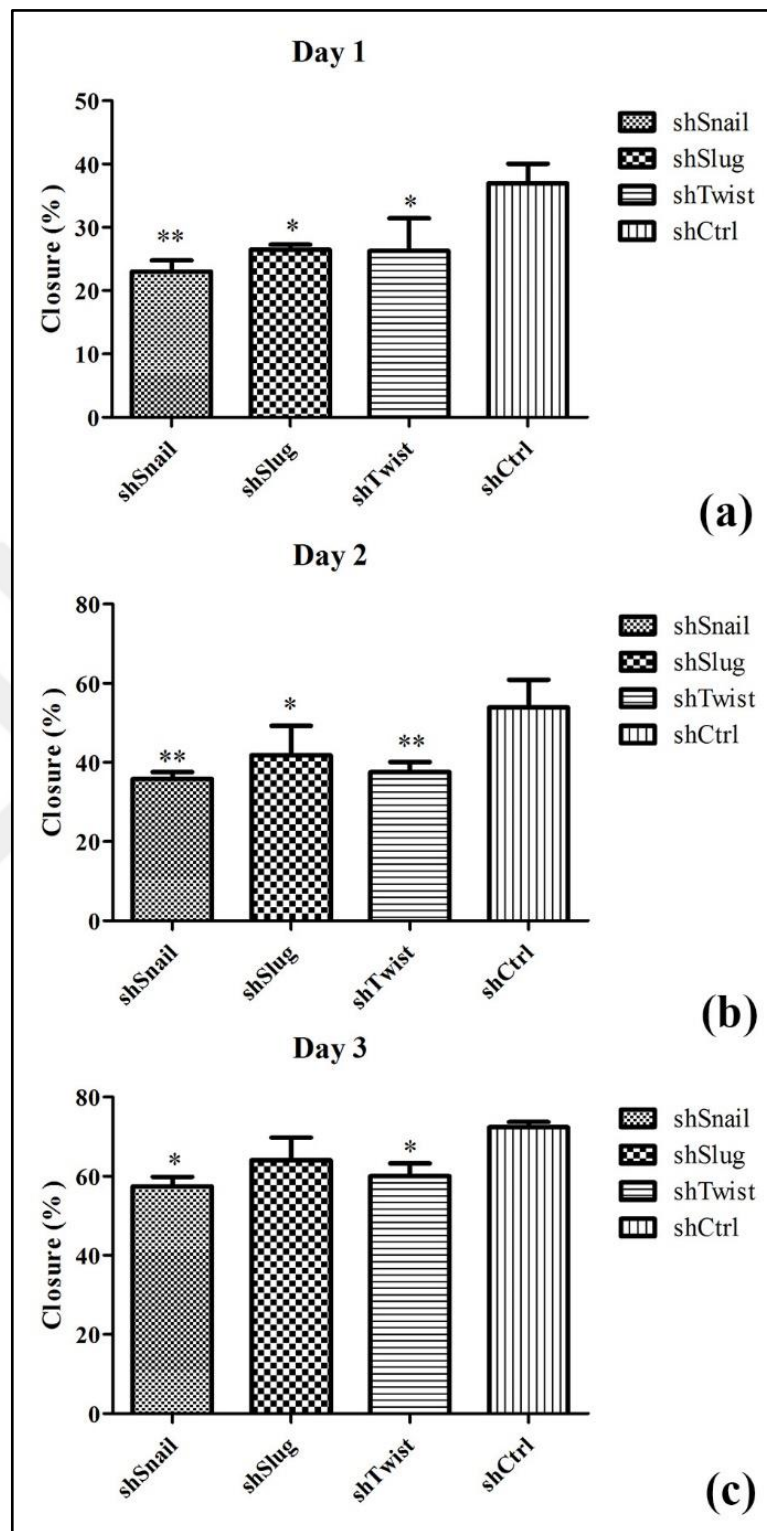 Day 1
50
40
30
20
10
0
Closure (%)
**
*
*
shSnail
shSlug
shTwist
shCtrl
shSnail
shSlug
shTwist
shCtrl
(a)
Day 2
80
60
40
20
0
Closure (%)
**
*
**
shSnail
shSlug
shTwist
shCtrl
shSnail
shSlug
shTwist
shCtrl
(b)
Day 3
80
60
40
20
0
Closure (%)
*
*
shSnail
shSlug
shTwist
shCtrl
shSnail
shSlug
shTwist
shCtrl
(c)